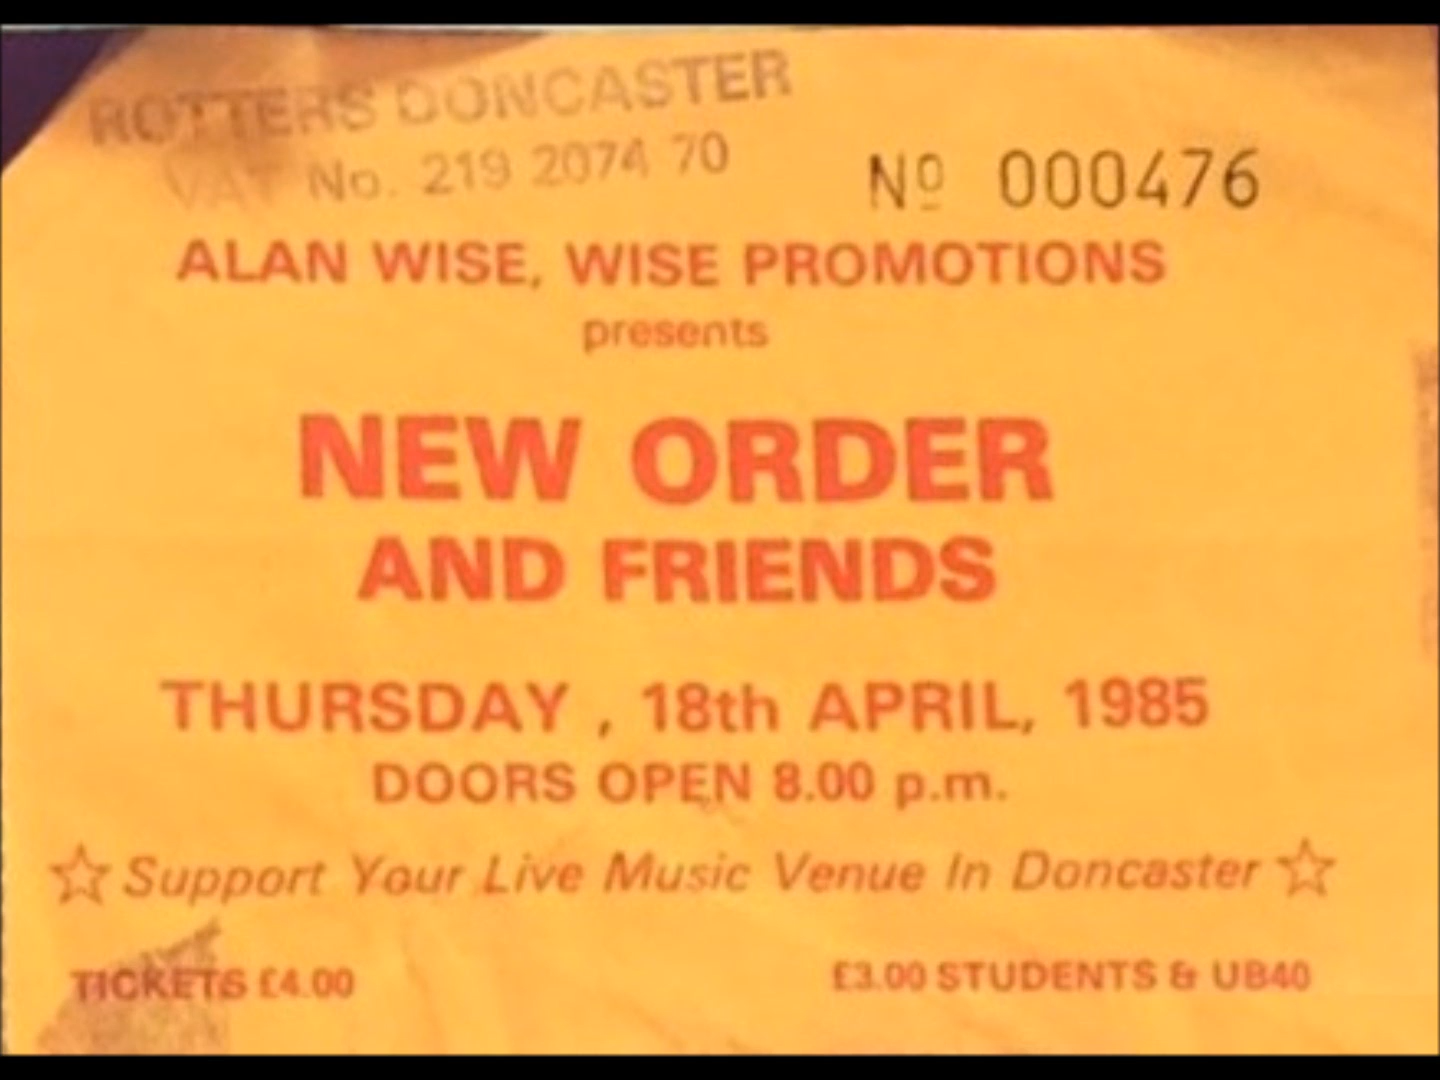 ROTTERS DONCASTER
VAT No. 219 2074 70
Nº 000476
ALAN WISE, WISE PROMOTIONS
presents
NEW ORDER
AND FRIENDS
THURSDAY , 18th APRIL, 1985
DOORS OPEN 8.00 p.m.
☆ Support Your Live Music Venue In Doncaster ☆
TICKETS £4.00
£3.00 STUDENTS & UB40